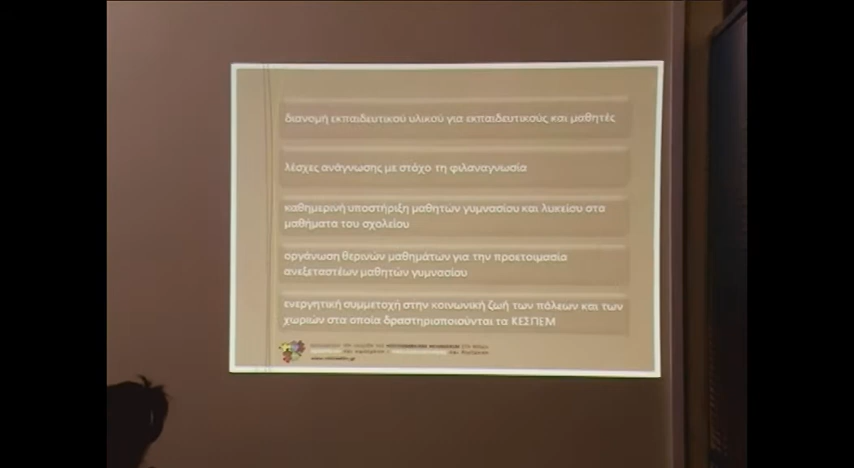 διανομή εκπαιδευτικού υλικού για εκπαιδευτικούς και μαθητές
λέσχες ανάγνωσης με στόχο τη φιλαναγνωσία
καθημερινή υποστήριξη μαθητών γυμνασίου και λυκείου στα
μαθήματα του σχολείου
οργάνωση θερινών μαθημάτων για την προετοιμασία
ανεξεταστέων μαθητών γυμνασίου
ενεργητική συμμετοχή στην κοινωνική ζωή των πόλεων και των
χωριών στα οποία δραστηριοποιούνται τα ΚΕΣΠΕΜ